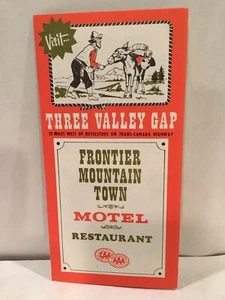 Visit...
THREE VALLEY GAP
12 MILES WEST OF REVELSTOKE ON TRANS-CANADA HIGHWAY
FRONTIER
MOUNTAIN
TOWN
MOTEL
RESTAURANT
CAA
AAA